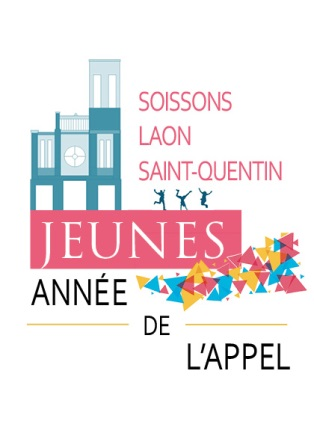 SOISSONS
LAON
SAINT-QUENTIN
JEUNES
ANNÉE
DE
L'APPEL